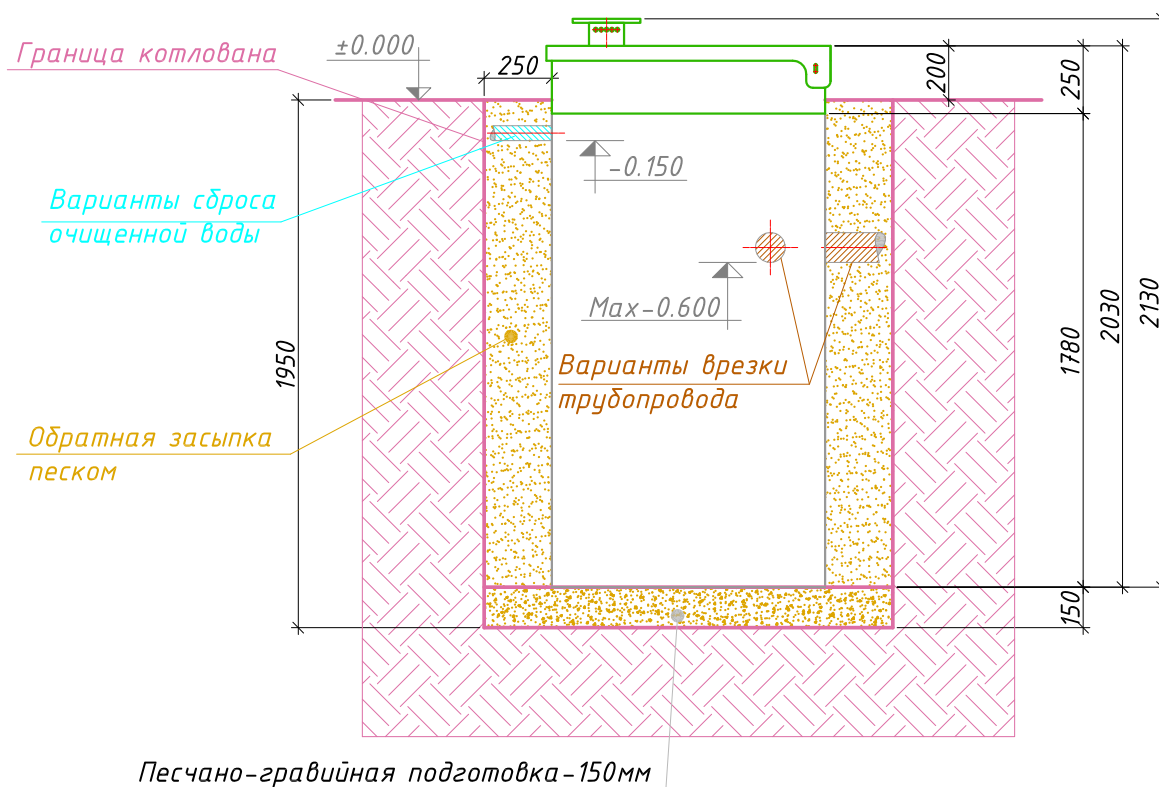 Граница котлована
±0.000
250
200
250
-0.150
Варианты сброса
очищенной воды
Max-0.600
1950
1780
2030
2130
Варианты врезки
трубопровода
Обратная засыпка
песком
150
Песчано-гравийная подготовка-150мм